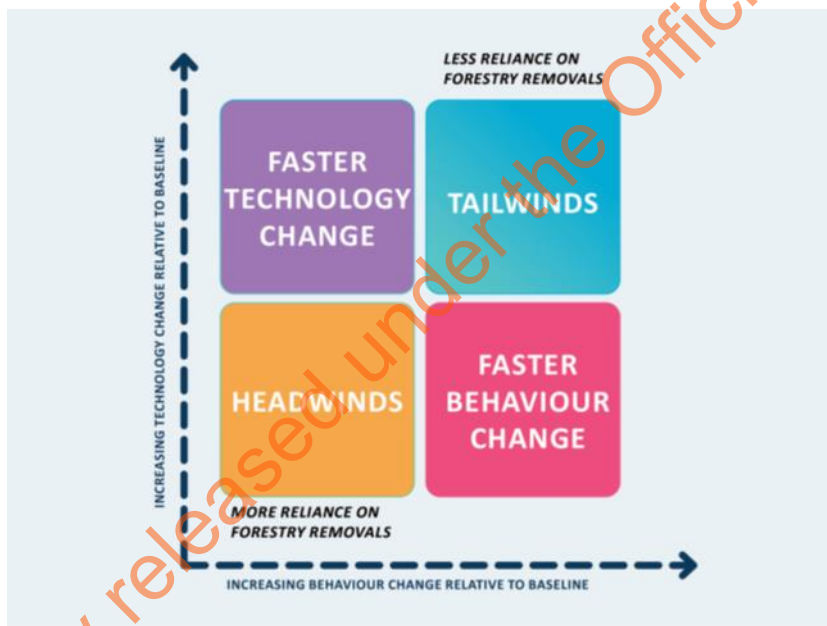 LESS RELIANCE ON
FORESTRY REMOVALS
FASTER
TECHNOLOGY
CHANGE
TAILWINDS
HEADWINDS
FASTER
BEHAVIOUR
CHANGE
MORE RELIANCE ON
FORESTRY REMOVALS
INCREASING TECHNOLOGY CHANGE RELATIVE TO BASELINE
INCREASING BEHAVIOUR CHANGE RELATIVE TO BASELINE
released under the